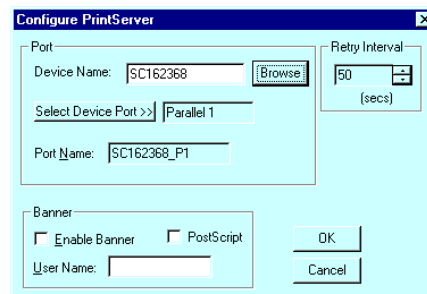 Configure PrintServer
Port
Device Name: SC162368 Browse
Select Device Port >> Parallel 1
Port Name: SC162368_P1
Retry Interval
50
(secs)
Banner
Enable Banner PostScript
User Name:
OK
Cancel